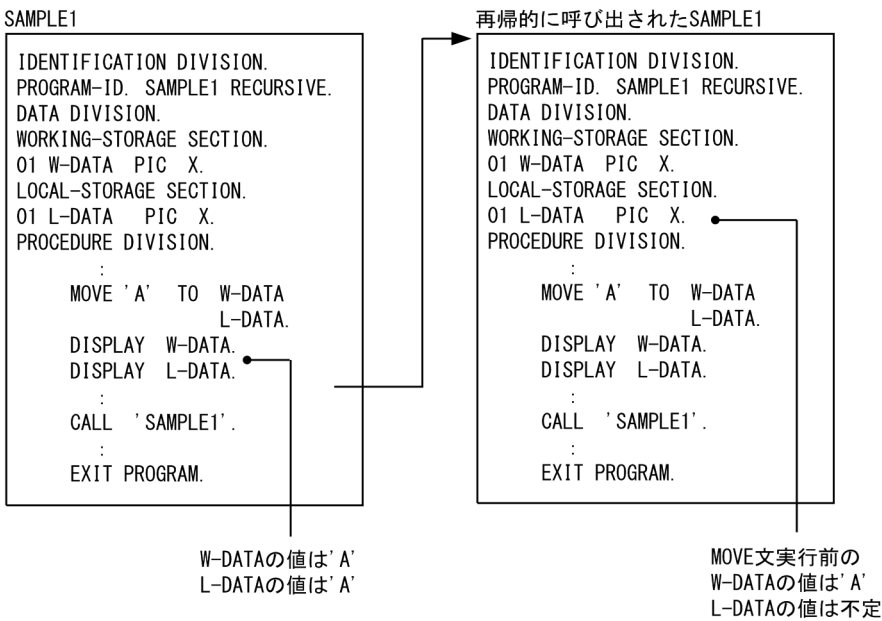 SAMPLE1
IDENTIFICATION DIVISION.
PROGRAM-ID. SAMPLE1 RECURSIVE.
DATA DIVISION.
WORKING-STORAGE SECTION.
01 W-DATA PIC X.
LOCAL-STORAGE SECTION.
01 L-DATA PIC X.
PROCEDURE DIVISION.
:
MOVE 'A' TO W-DATA
L-DATA.
DISPLAY W-DATA.
DISPLAY L-DATA.
:
CALL 'SAMPLE1'.
:
EXIT PROGRAM.
W-DATAの値は'A'
L-DATAの値は'A'
再帰的に呼び出されたSAMPLE1
IDENTIFICATION DIVISION.
PROGRAM-ID. SAMPLE1 RECURSIVE.
DATA DIVISION.
WORKING-STORAGE SECTION.
01 W-DATA PIC X.
LOCAL-STORAGE SECTION.
01 L-DATA PIC X.
PROCEDURE DIVISION.
:
MOVE 'A' TO W-DATA
L-DATA.
DISPLAY W-DATA.
DISPLAY L-DATA.
:
CALL 'SAMPLE1'.
:
EXIT PROGRAM.
MOVE文実行前の
W-DATAの値は'A'
L-DATAの値は不定